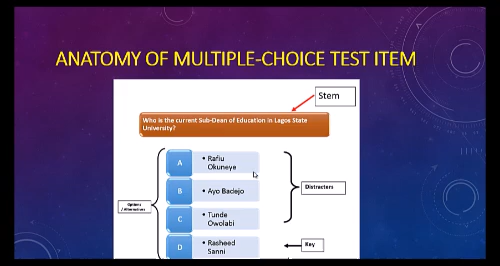 ANATOMY OF MULTIPLE-CHOICE TEST ITEM
Stem
Who is the current Sub-Dean of Education in Lagos State
University?
A
• Rafiu
Okuneye
B
• Ayo Badejo
C
• Tunde
Owolabi
D
• Rasheed
Sanni
Options
/ Alternatives
Distracters
Key